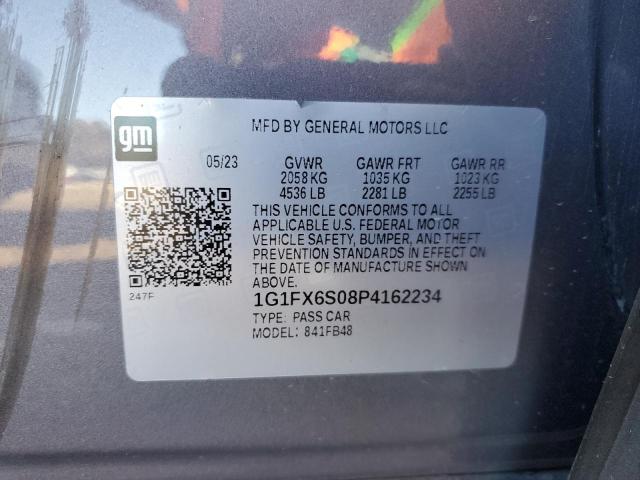 gm
MFD BY GENERAL MOTORS LLC
05/23 GVWR GAWR FRT GAWR RR
2058 KG 1035 KG 1023 KG
4536 LB 2281 LB 2255 LB
THIS VEHICLE CONFORMS TO ALL
APPLICABLE U.S. FEDERAL MOTOR
VEHICLE SAFETY, BUMPER, AND THEFT
PREVENTION STANDARDS IN EFFECT ON
THE DATE OF MANUFACTURE SHOWN
ABOVE.
247F
1G1FX6S08P4162234
TYPE: PASS CAR
MODEL: 841FB48